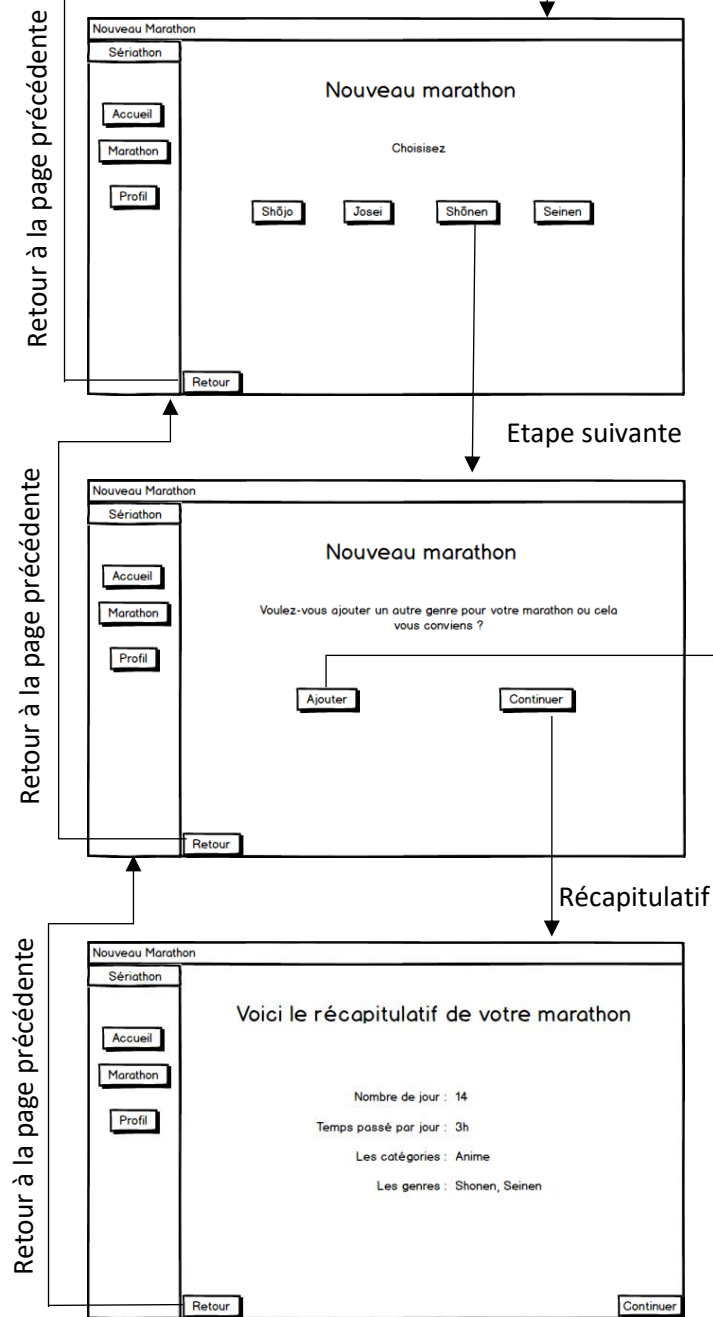 Retour à la page précédente
Nouveau Marathon
Sériathon
Nouveau marathon
Accueil
Marathon
Choisisez
Profil
Shōjo
Josei
Shōnen
Seinen
Retour
Etape suivante
Retour à la page précédente
Nouveau Marathon
Sériathon
Nouveau marathon
Accueil
Marathon
Voulez-vous ajouter un autre genre pour votre marathon ou cela
vous conviens ?
Profil
Ajouter
Continuer
Retour
Récapitulatif
Retour à la page précédente
Nouveau Marathon
Sériathon
Voici le récapitulatif de votre marathon
Accueil
Marathon
Profil
Nombre de jour : 14
Temps passé par jour : 3h
Les catégories : Anime
Les genres : Shonen, Seinen
Retour
Continuer